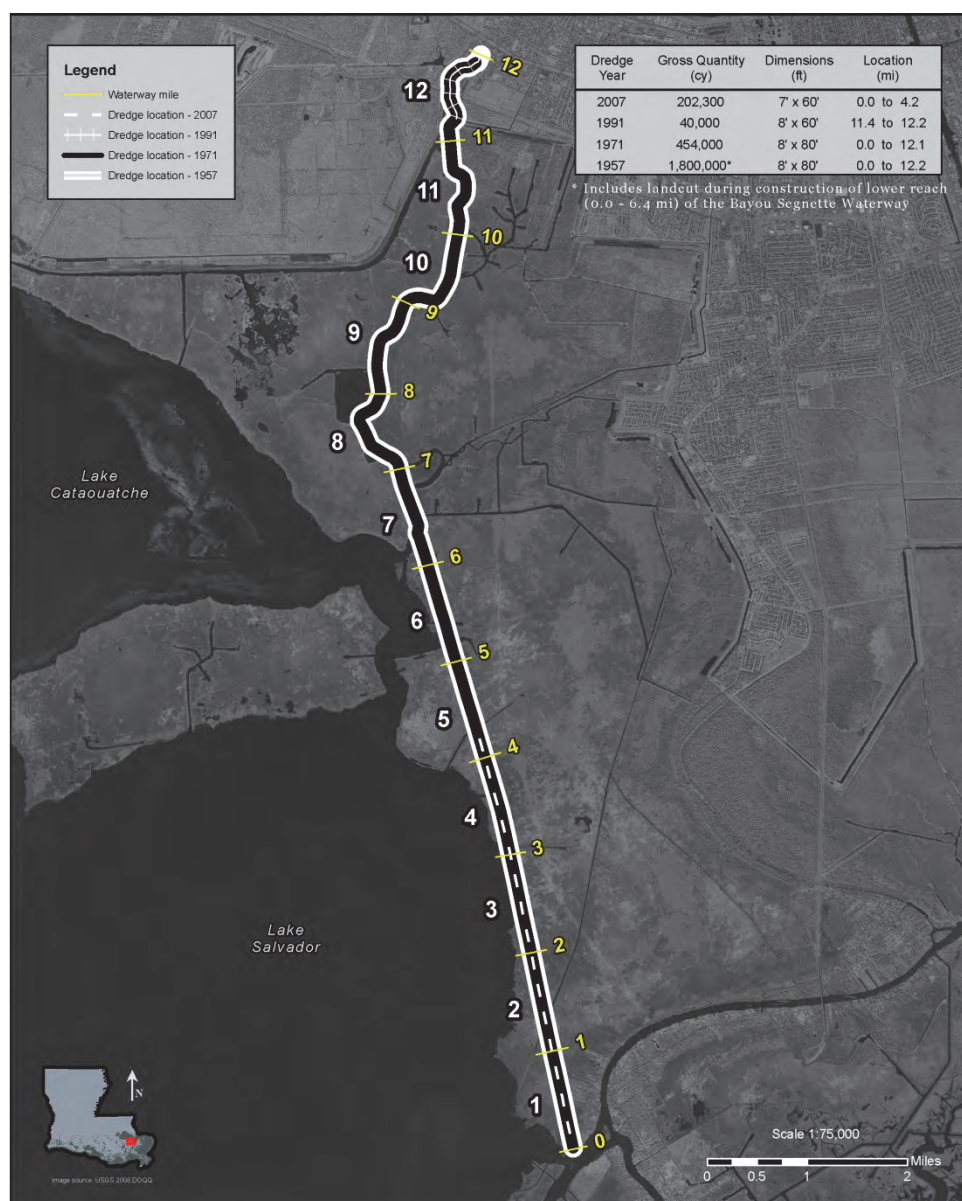 Legend
Waterway mile
Dredge location - 2007
Dredge location - 1991
Dredge location - 1971
Dredge location - 1957
Dredge Year Gross Quantity (cy) Dimensions (ft) Location (mi)
2007 202,300 7' x 60' 0.0 to 4.2
1991 40,000 8' x 60' 11.4 to 12.2
1971 454,000 8' x 80' 0.0 to 12.1
1957 1,800,000* 8' x 80' 0.0 to 12.2
* Includes landcut during construction of lower reach
(0.0 - 6.4 mi) of the Bayou Segnette Waterway
12
12
11
11
10
10
9
9
8
8
7
Lake
Cataouatche
7
6
6
5
5
4
4
3
3
Lake
Salvador
2
2
1
1
0
N
Scale 1:75,000
Miles
0 0.5 1 2
image source: USGS 2008 DOQQ